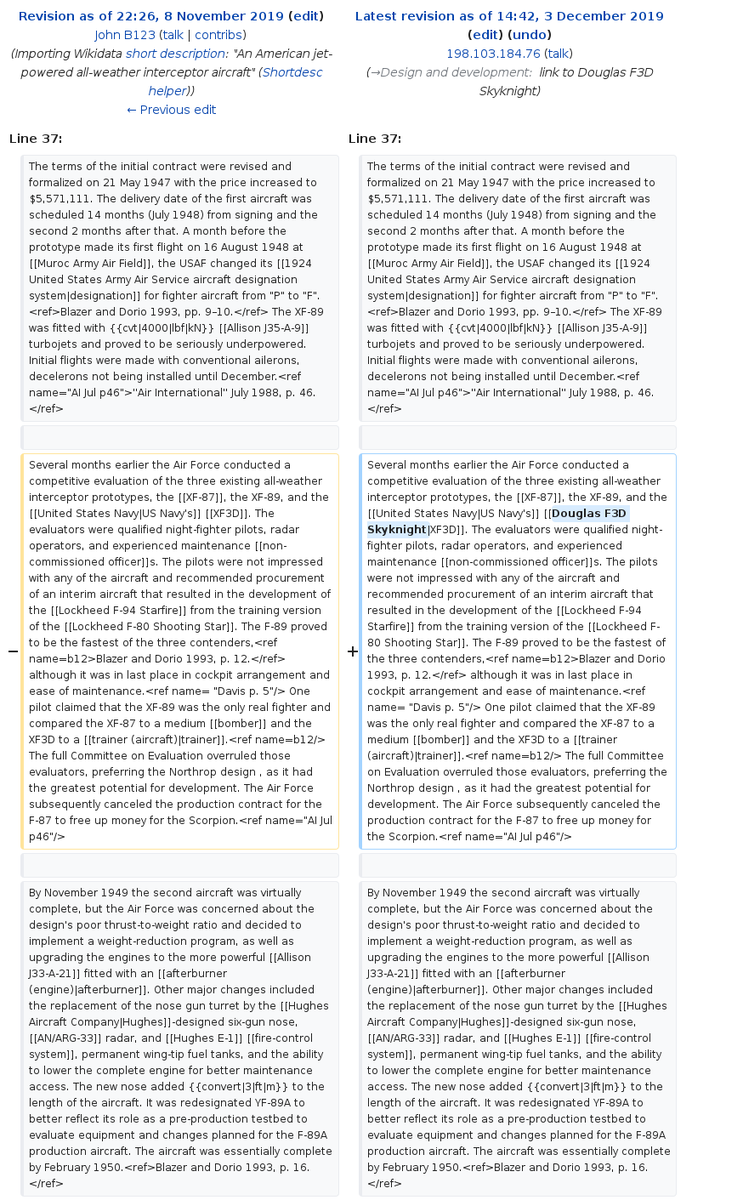 Revision as of 22:26, 8 November 2019 (edit)
John B123 (talk | contribs)
(Importing Wikidata short description: "An American jet-
powered all-weather interceptor aircraft" (Shortdesc
helper))
← Previous edit
Latest revision as of 14:42, 3 December 2019
(edit) (undo)
198.103.184.76 (talk)
(→Design and development: link to Douglas F3D
Skyknight)
Line 37:
Line 37:
The terms of the initial contract were revised and
formalized on 21 May 1947 with the price increased to
$5,571,111. The delivery date of the first aircraft was
scheduled 14 months (July 1948) from signing and the
second 2 months after that. A month before the
prototype made its first flight on 16 August 1948 at
[[Muroc Army Air Field]], the USAF changed its [[1924
United States Army Air Service aircraft designation
system|designation]] for fighter aircraft from "P" to "F".
<ref>Blazer and Dorio 1993, pp. 9–10.</ref> The XF-89
was fitted with {{cvt|4000|lbf|kN}} [[Allison J35-A-9]]
turbojets and proved to be seriously underpowered.
Initial flights were made with conventional ailerons,
decelerons not being installed until December.<ref
name="AI Jul p46">''Air International'' July 1988, p. 46.
</ref>
The terms of the initial contract were revised and
formalized on 21 May 1947 with the price increased to
$5,571,111. The delivery date of the first aircraft was
scheduled 14 months (July 1948) from signing and the
second 2 months after that. A month before the
prototype made its first flight on 16 August 1948 at
[[Muroc Army Air Field]], the USAF changed its [[1924
United States Army Air Service aircraft designation
system|designation]] for fighter aircraft from "P" to "F".
<ref>Blazer and Dorio 1993, pp. 9–10.</ref> The XF-89
was fitted with {{cvt|4000|lbf|kN}} [[Allison J35-A-9]]
turbojets and proved to be seriously underpowered.
Initial flights were made with conventional ailerons,
decelerons not being installed until December.<ref
name="AI Jul p46">''Air International'' July 1988, p. 46.
</ref>
−
Several months earlier the Air Force conducted a
competitive evaluation of the three existing all-weather
interceptor prototypes, the [[XF-87]], the XF-89, and the
[[United States Navy|US Navy's]] [[XF3D]]. The
evaluators were qualified night-fighter pilots, radar
operators, and experienced maintenance [[non-
commissioned officer]]s. The pilots were not impressed
with any of the aircraft and recommended procurement
of an interim aircraft that resulted in the development of
the [[Lockheed F-94 Starfire]] from the training version
of the [[Lockheed F-80 Shooting Star]]. The F-89 proved
to be the fastest of the three contenders,<ref
name=b12>Blazer and Dorio 1993, p. 12.</ref>
although it was in last place in cockpit arrangement and
ease of maintenance.<ref name= "Davis p. 5"/> One
pilot claimed that the XF-89 was the only real fighter and
compared the XF-87 to a medium [[bomber]] and the
XF3D to a [[trainer (aircraft)|trainer]].<ref name=b12/>
The full Committee on Evaluation overruled those
evaluators, preferring the Northrop design , as it had
the greatest potential for development. The Air Force
subsequently canceled the production contract for the
F-87 to free up money for the Scorpion.<ref name="AI Jul
p46"/>
+
Several months earlier the Air Force conducted a
competitive evaluation of the three existing all-weather
interceptor prototypes, the [[XF-87]], the XF-89, and the
[[United States Navy|US Navy's]] [[Douglas F3D
Skyknight|XF3D]]. The evaluators were qualified night-
fighter pilots, radar operators, and experienced
maintenance [[non-commissioned officer]]s. The pilots
were not impressed with any of the aircraft and
recommended procurement of an interim aircraft that
resulted in the development of the [[Lockheed F-94
Starfire]] from the training version of the [[Lockheed F-
80 Shooting Star]]. The F-89 proved to be the fastest of
the three contenders,<ref name=b12>Blazer and Dorio
1993, p. 12.</ref> although it was in last place in
cockpit arrangement and ease of maintenance.<ref
name= "Davis p. 5"/> One pilot claimed that the XF-89
was the only real fighter and compared the XF-87 to a
medium [[bomber]] and the XF3D to a [[trainer
(aircraft)|trainer]].<ref name=b12/> The full Committee
on Evaluation overruled those evaluators, preferring the
Northrop design , as it had the greatest potential for
development. The Air Force subsequently canceled the
production contract for the F-87 to free up money for
the Scorpion.<ref name="AI Jul p46"/>
By November 1949 the second aircraft was virtually
complete, but the Air Force was concerned about the
design's poor thrust-to-weight ratio and decided to
implement a weight-reduction program, as well as
upgrading the engines to the more powerful [[Allison
J33-A-21]] fitted with an [[afterburner
(engine)|afterburner]]. Other major changes included
the replacement of the nose gun turret by the [[Hughes
Aircraft Company|Hughes]]-designed six-gun nose,
[[AN/ARG-33]] radar, and [[Hughes E-1]] [[fire-control
system]], permanent wing-tip fuel tanks, and the ability
to lower the complete engine for better maintenance
access. The new nose added {{convert|3|ft|m}} to the
length of the aircraft. It was redesignated YF-89A to
better reflect its role as a pre-production testbed to
evaluate equipment and changes planned for the F-89A
production aircraft. The aircraft was essentially complete
by February 1950.<ref>Blazer and Dorio 1993, p. 16.
</ref>
By November 1949 the second aircraft was virtually
complete, but the Air Force was concerned about the
design's poor thrust-to-weight ratio and decided to
implement a weight-reduction program, as well as
upgrading the engines to the more powerful [[Allison
J33-A-21]] fitted with an [[afterburner
(engine)|afterburner]]. Other major changes included
the replacement of the nose gun turret by the [[Hughes
Aircraft Company|Hughes]]-designed six-gun nose,
[[AN/ARG-33]] radar, and [[Hughes E-1]] [[fire-control
system]], permanent wing-tip fuel tanks, and the ability
to lower the complete engine for better maintenance
access. The new nose added {{convert|3|ft|m}} to the
length of the aircraft. It was redesignated YF-89A to
better reflect its role as a pre-production testbed to
evaluate equipment and changes planned for the F-89A
production aircraft. The aircraft was essentially complete
by February 1950.<ref>Blazer and Dorio 1993, p. 16.
</ref>